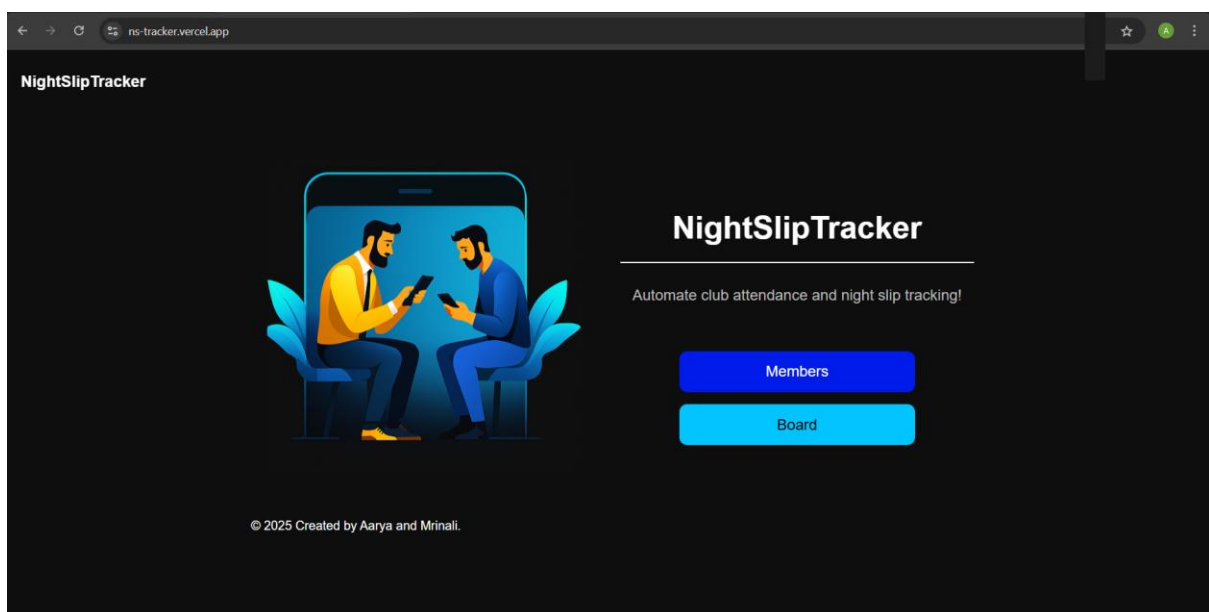 ns-tracker.vercel.app
A
NightSlipTracker
NightSlipTracker
Automate club attendance and night slip tracking!
Members
Board
© 2025 Created by Aarya and Mrinali.